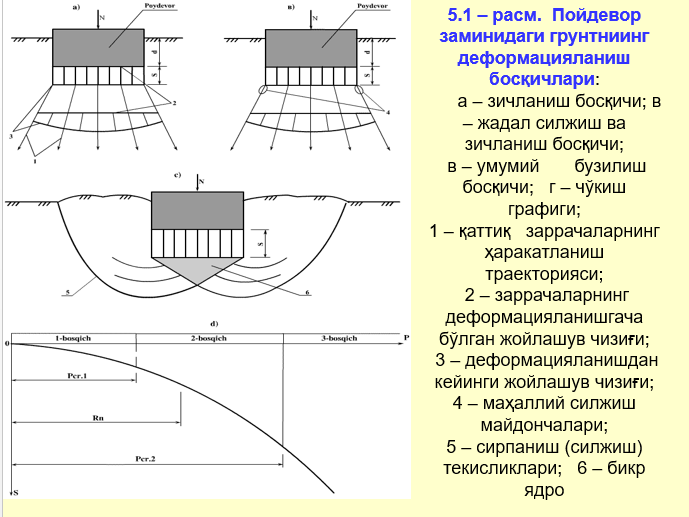 a)
Poydevor
N
d
S
2
3
1
в)
Poydevor
N
d
S
4
c)
N
S
5
6
d)
1-bosqich
2-bosqich
3-bosqich
P
0
Pcr.1
Rn
Pcr.2
S
5.1 – расм. Пойдевор
заминидаги грунтниинг
деформацияланиш
босқичлари:
а – зичланиш босқичи; в
– жадал силжиш ва
зичланиш босқичи;
в – умумий бузилиш
босқичи; г – чўкиш
графиги;
1 – қаттиқ заррачаларнинг
ҳаракатланиш
траекторияси;
2 – заррачаларнинг
деформацияланишгача
бўлган жойлашув чизиғи;
3 – деформацияланишдан
кейинги жойлашув чизиғи;
4 – маҳаллий силжиш
майдончалари;
5 – сирпаниш (силжиш)
текисликлари; 6 – бикр
ядро